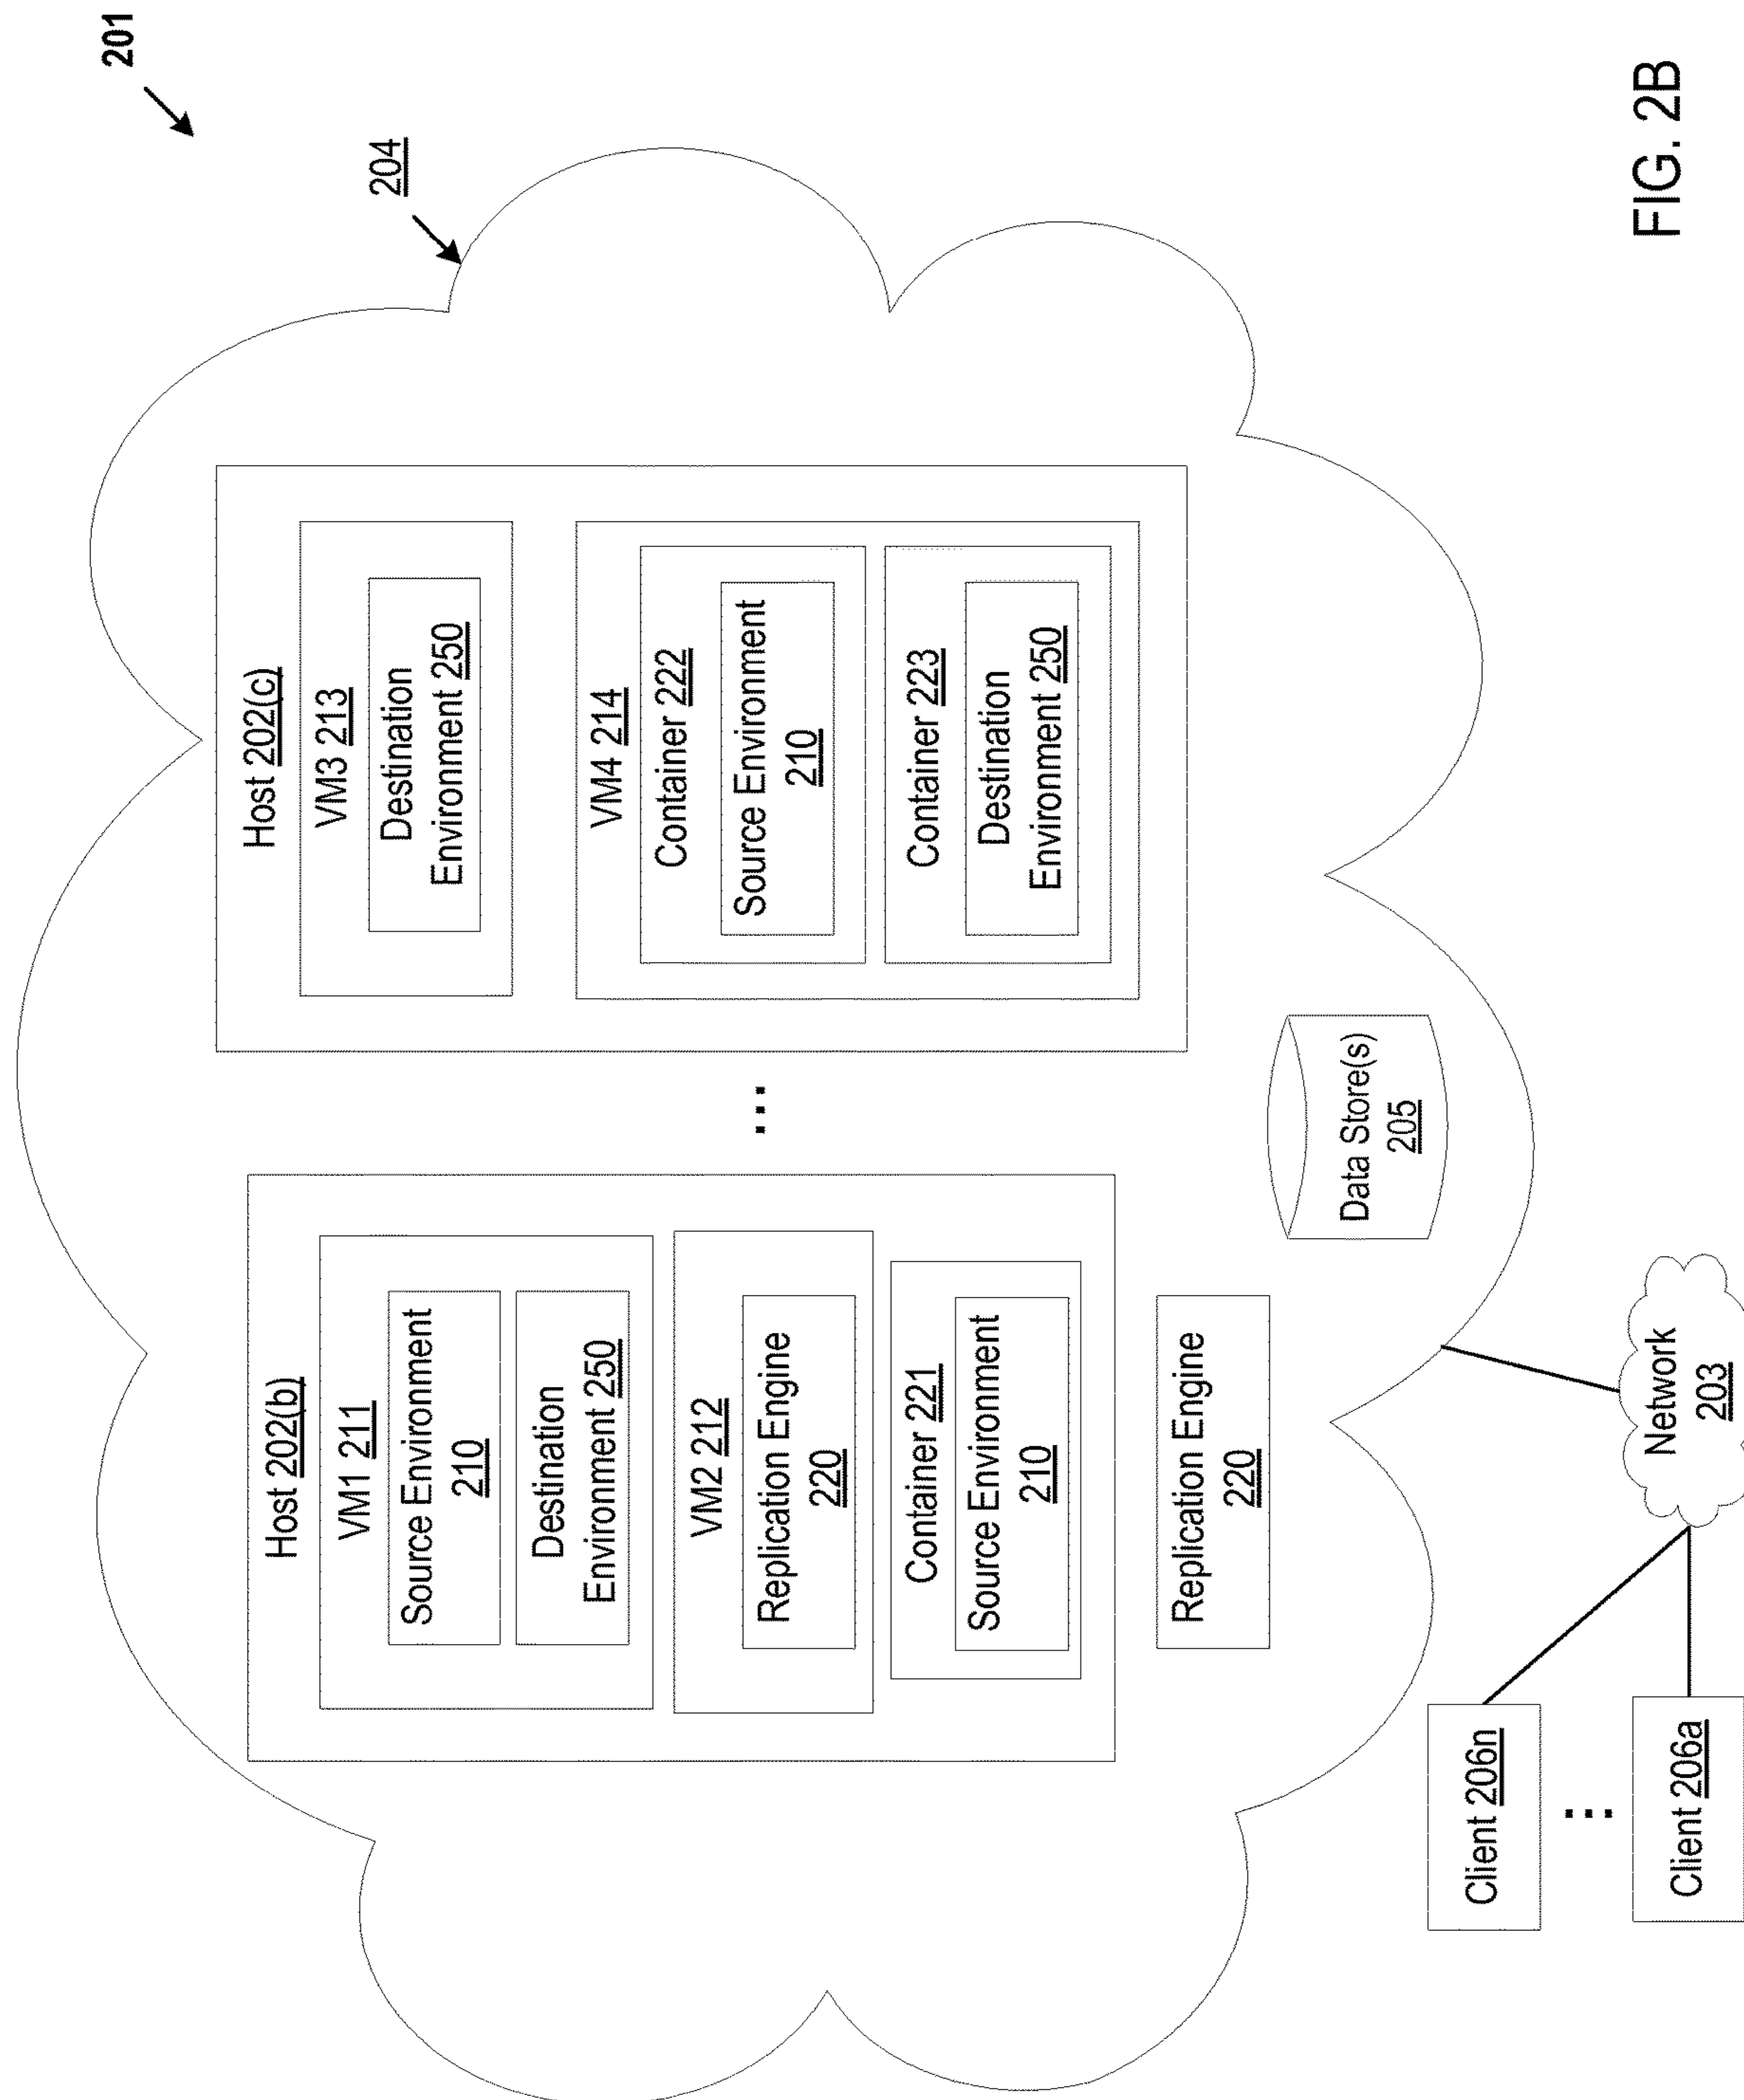 201
204
Host 202(b)
VM1 211
Source Environment
210
Destination
Environment 250
VM2 212
Replication Engine
220
Container 221
Source Environment
210
Replication Engine
220
...
Host 202(c)
VM3 213
Destination
Environment 250
VM4 214
Container 222
Source Environment
210
Container 223
Destination
Environment 250
Data Store(s)
205
Network
203
Client 206n
...
Client 206a
FIG. 2B